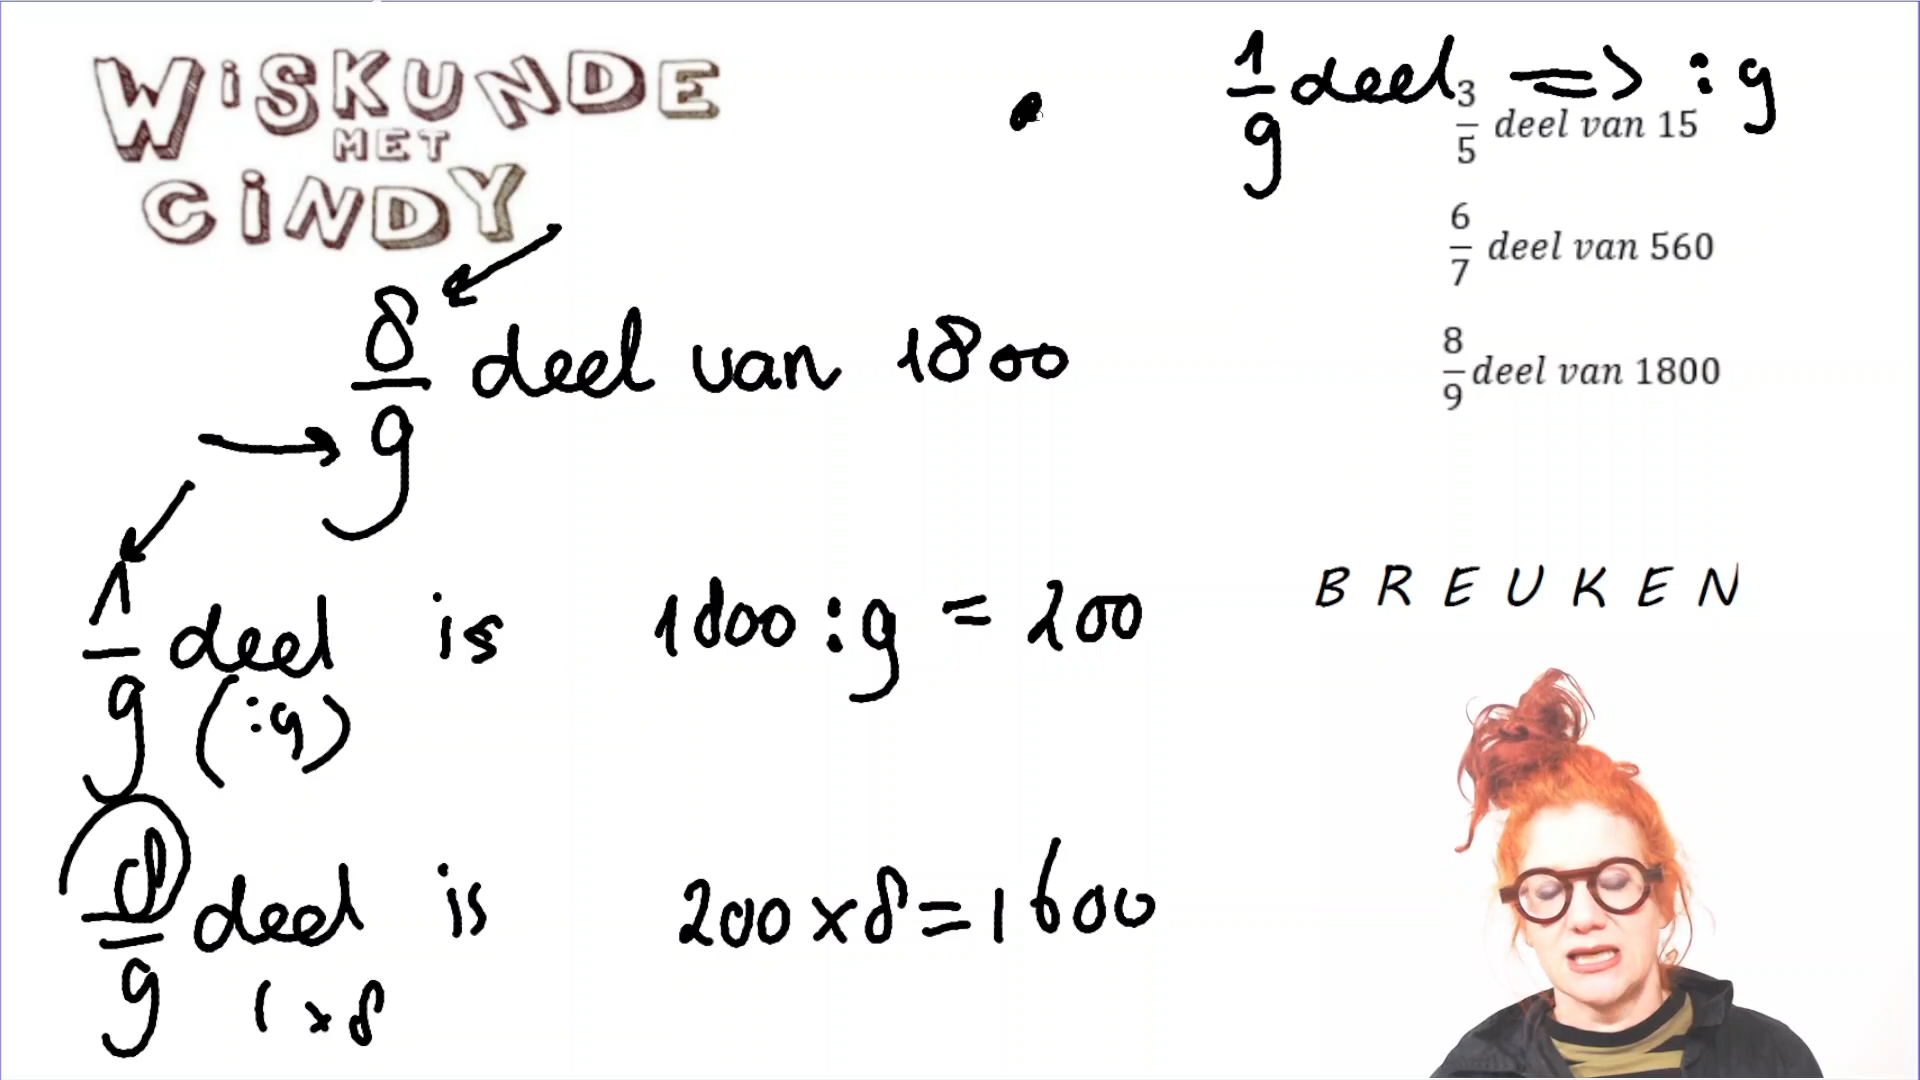 WiSKUNDE
MET
CiNDY
1/9 deel => :9
3/5 deel van 15
6/7 deel van 560
8/9 deel van 1800
8/9 deel van 1800
1/9 deel is 1800 : 9 = 200
(:9)
8/9 deel is 200 x 8 = 1600
( x 8
BREUKEN